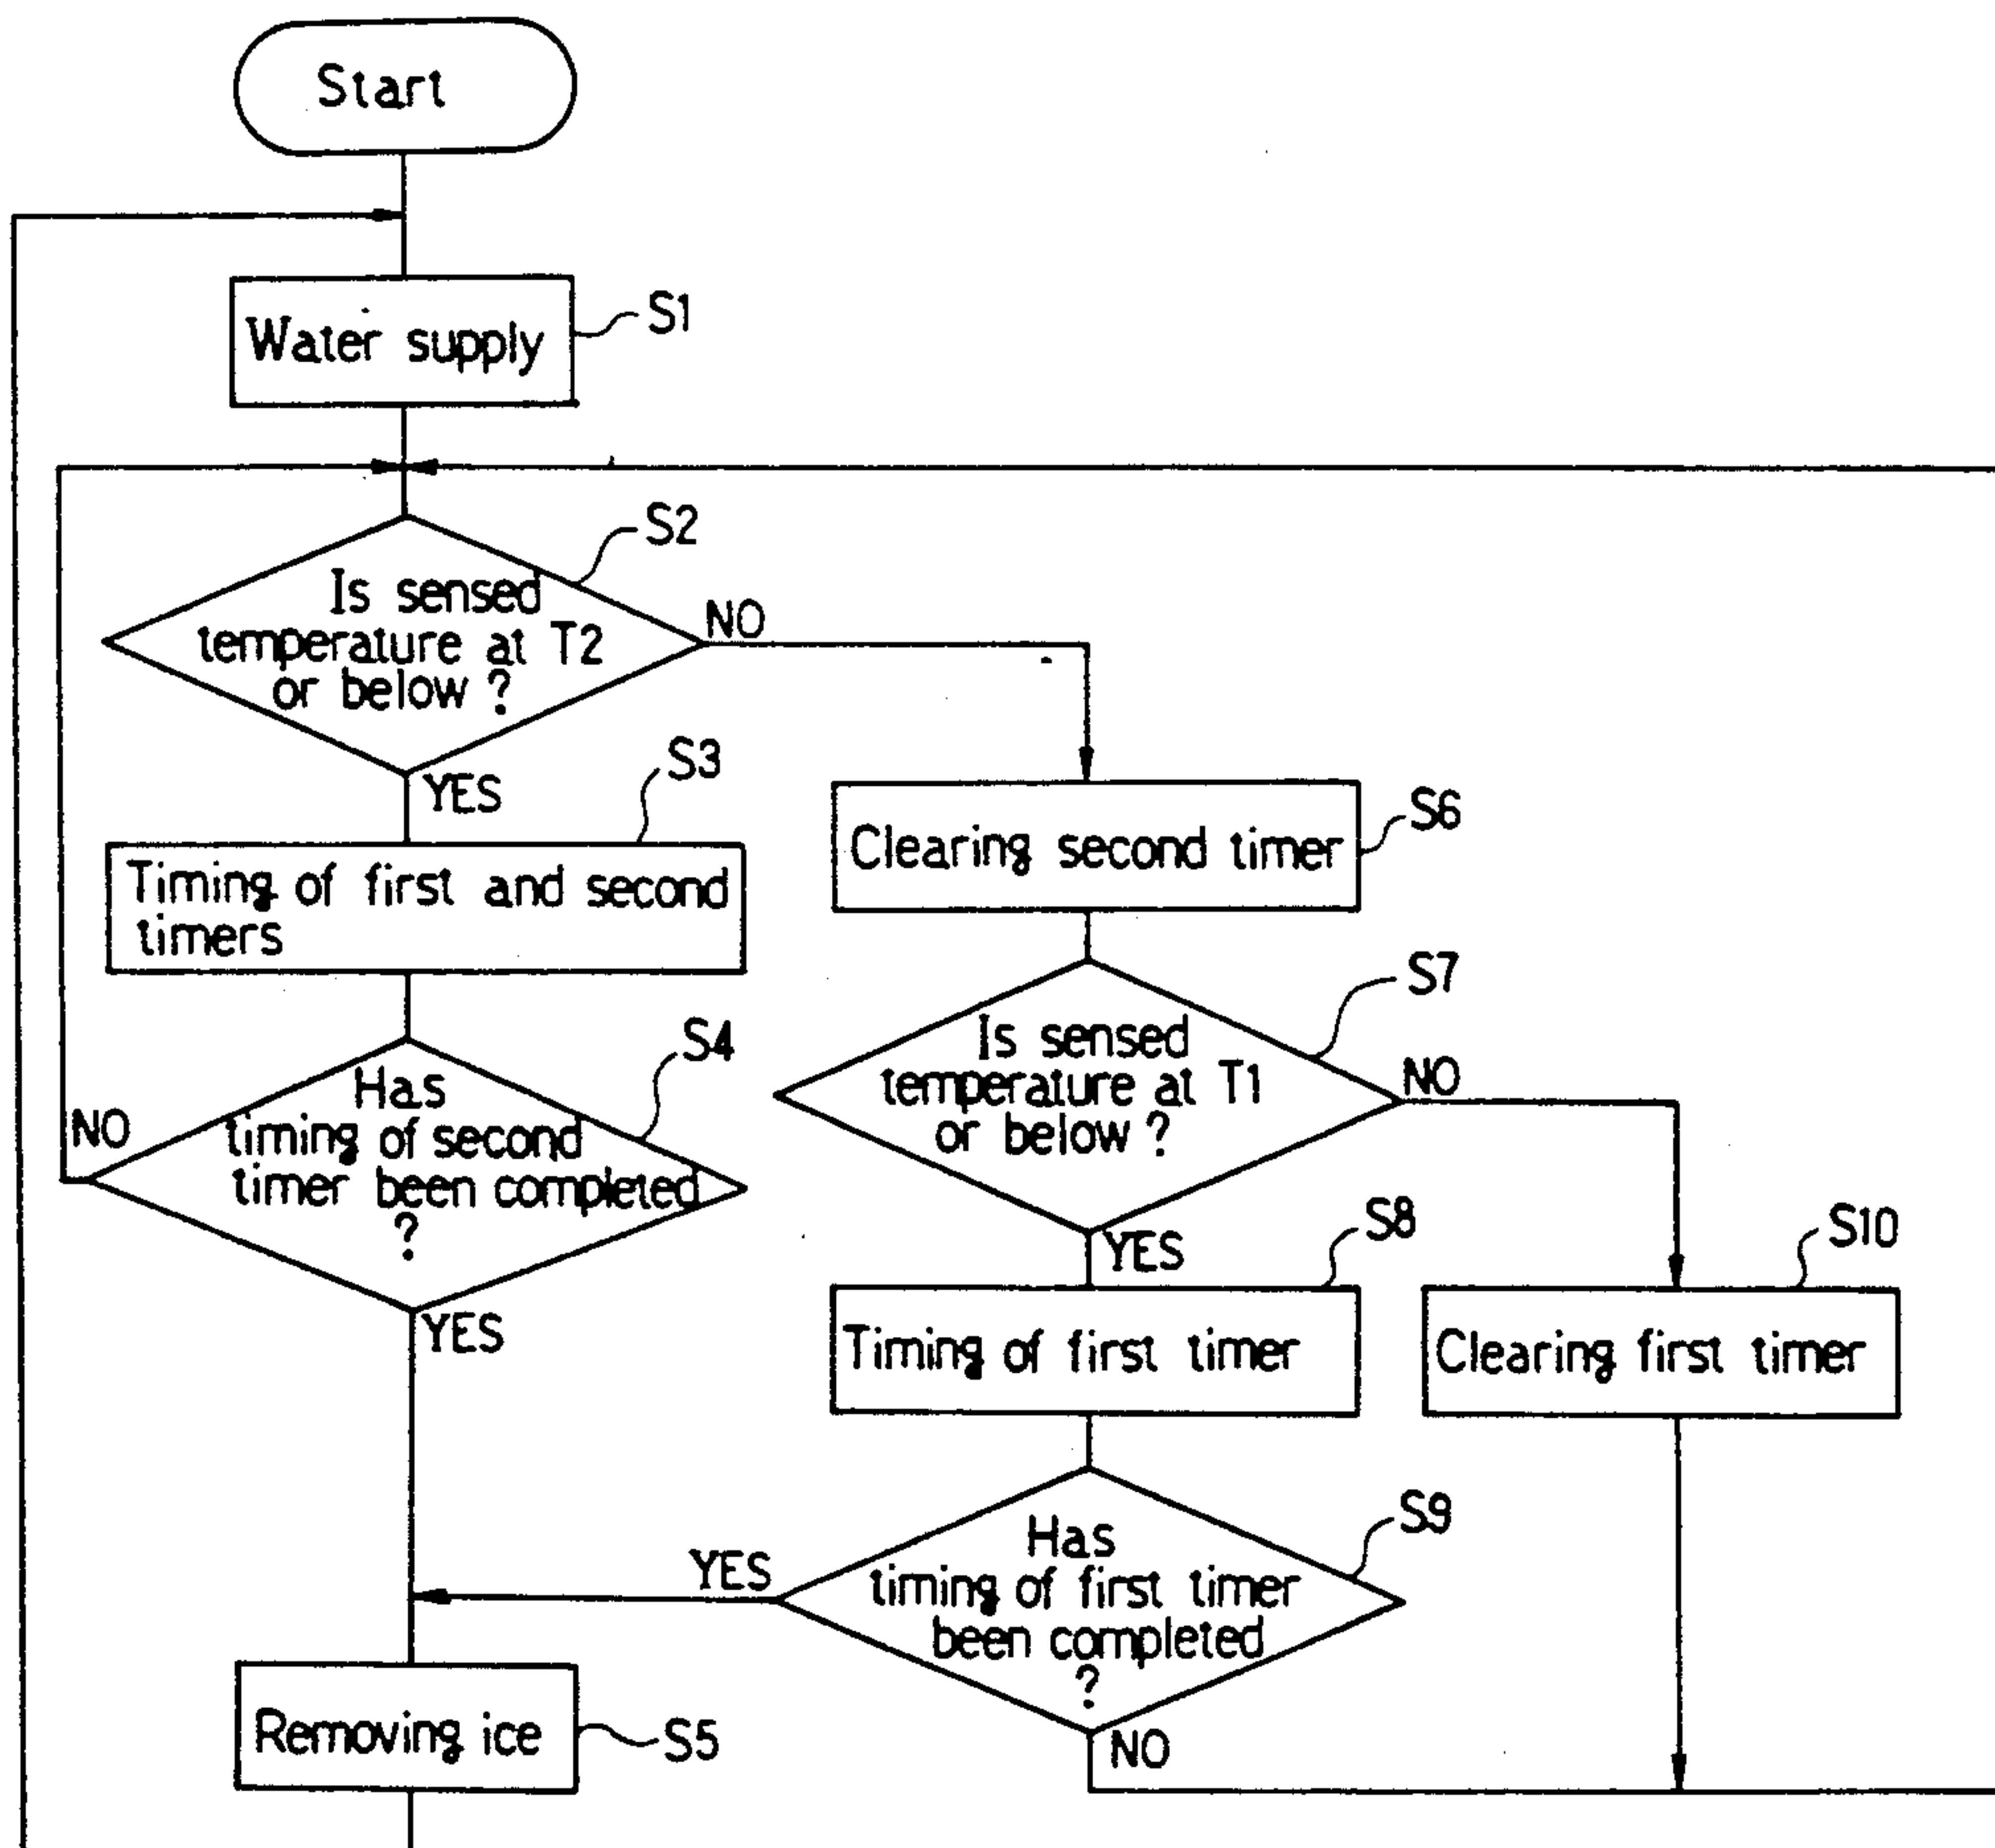 Start
Water supply
S1
S2
Is sensed
temperature at T2
or below ?
NO
YES
S3
Timing of first and second
timers
S4
Has
timing of second
timer been completed
?
NO
YES
Clearing second timer
S6
S7
Is sensed
temperature at T1
or below ?
NO
YES
S8
Timing of first timer
S10
Clearing first timer
S9
Has
timing of first timer
been completed
?
YES
NO
Removing ice
S5